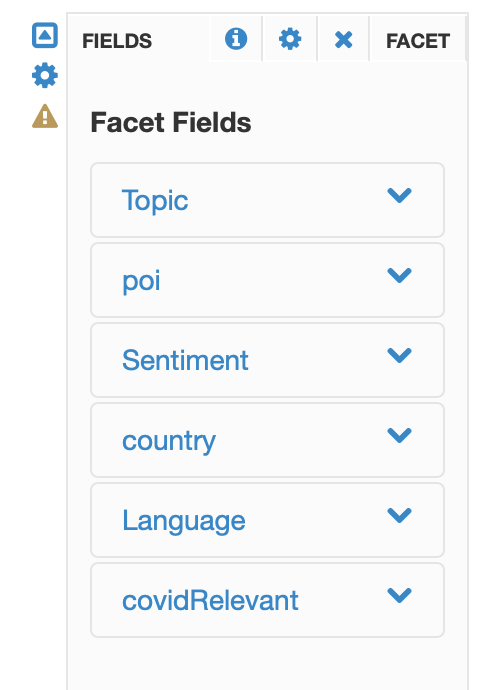 FIELDS
FACET
Facet Fields
Topic
poi
Sentiment
country
Language
covidRelevant